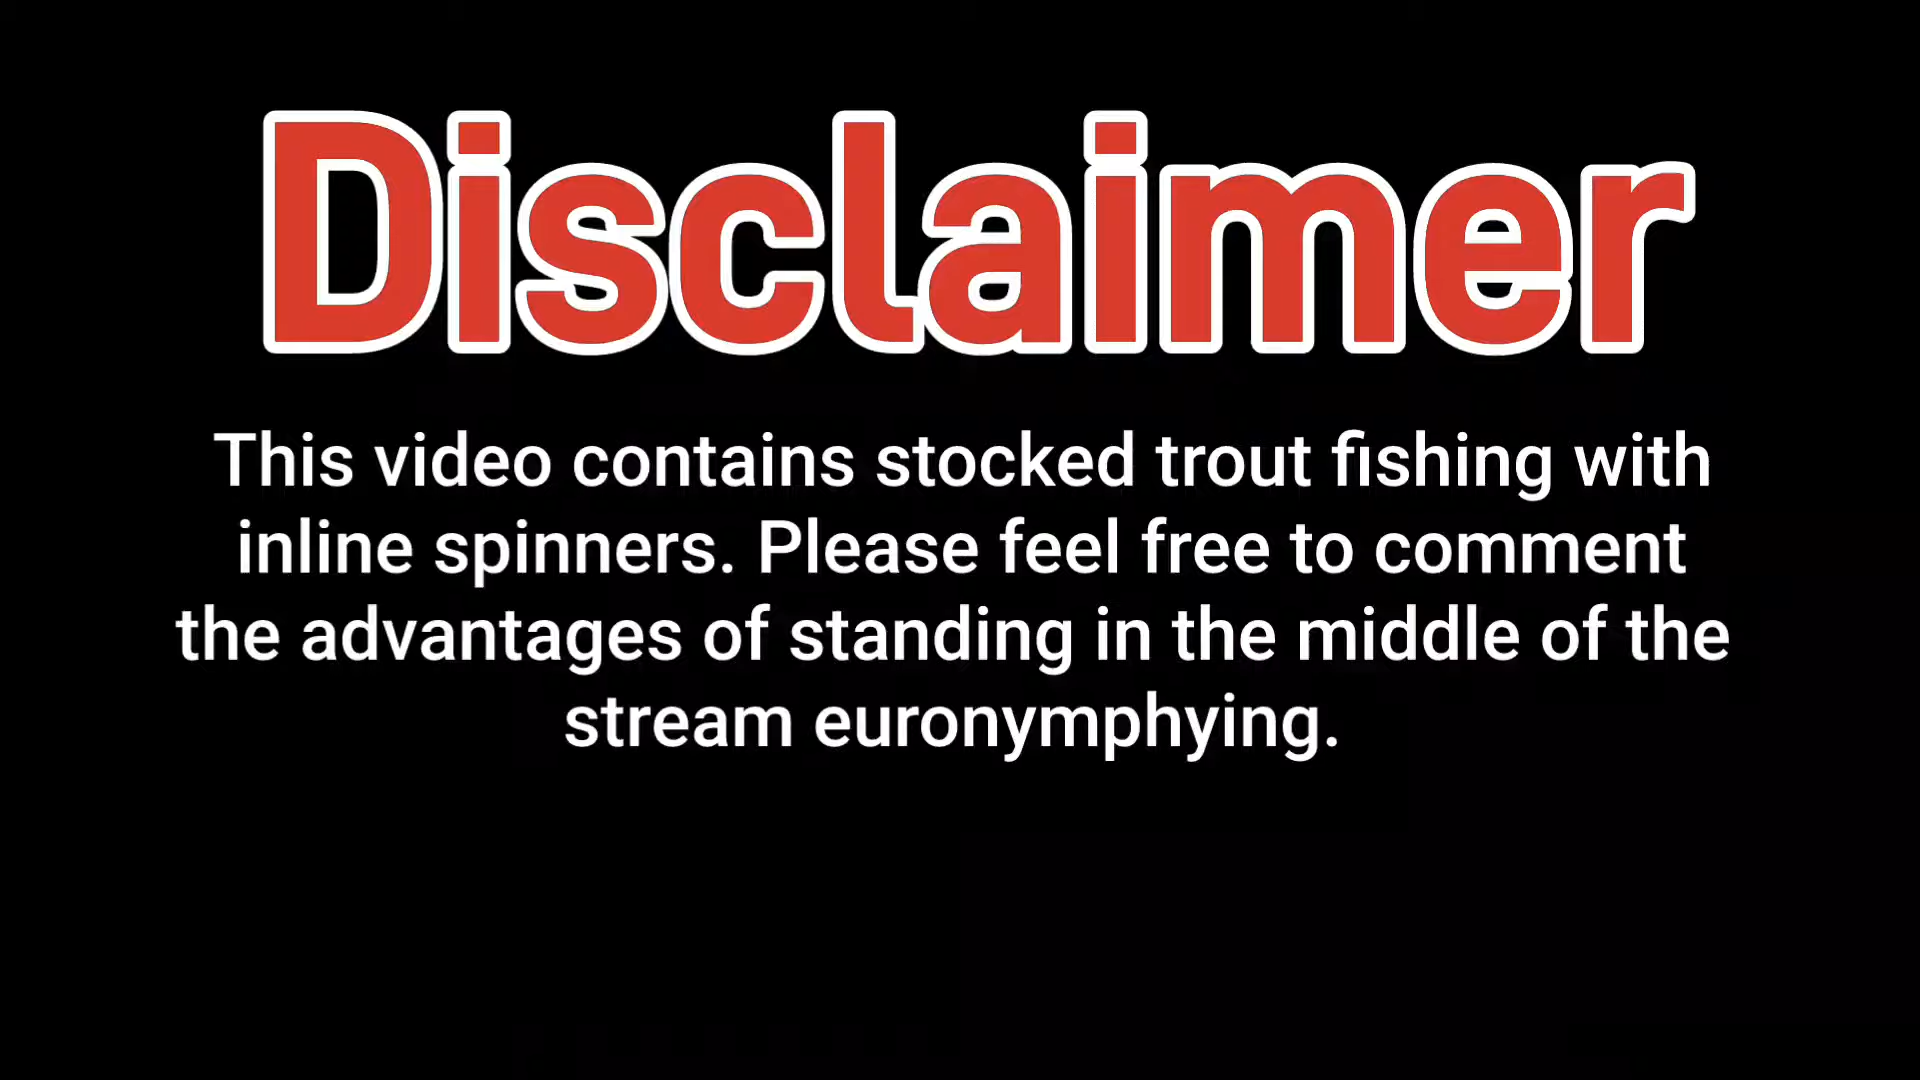 Disclaimer
This video contains stocked trout fishing with
inline spinners. Please feel free to comment
the advantages of standing in the middle of the
stream euronymphying.